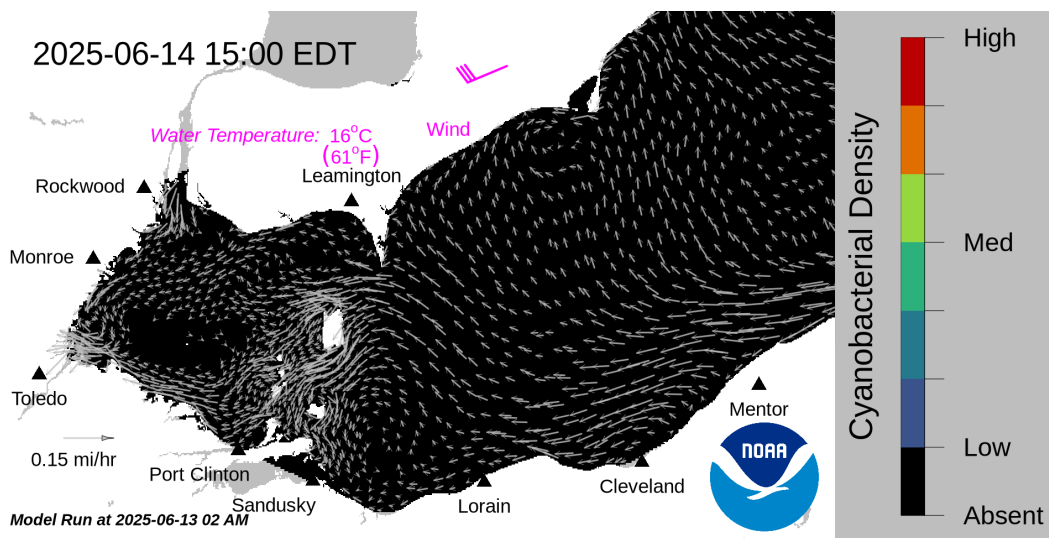 2025-06-14 15:00 EDT
High
Wind
Water Temperature: 16°C
(61°F)
Leamington
Rockwood
Monroe
Med
Cyanobacterial Density
Toledo
Mentor
NOAA
0.15 mi/hr
Port Clinton
Low
Cleveland
Sandusky
Lorain
Absent
Model Run at 2025-06-13 02 AM